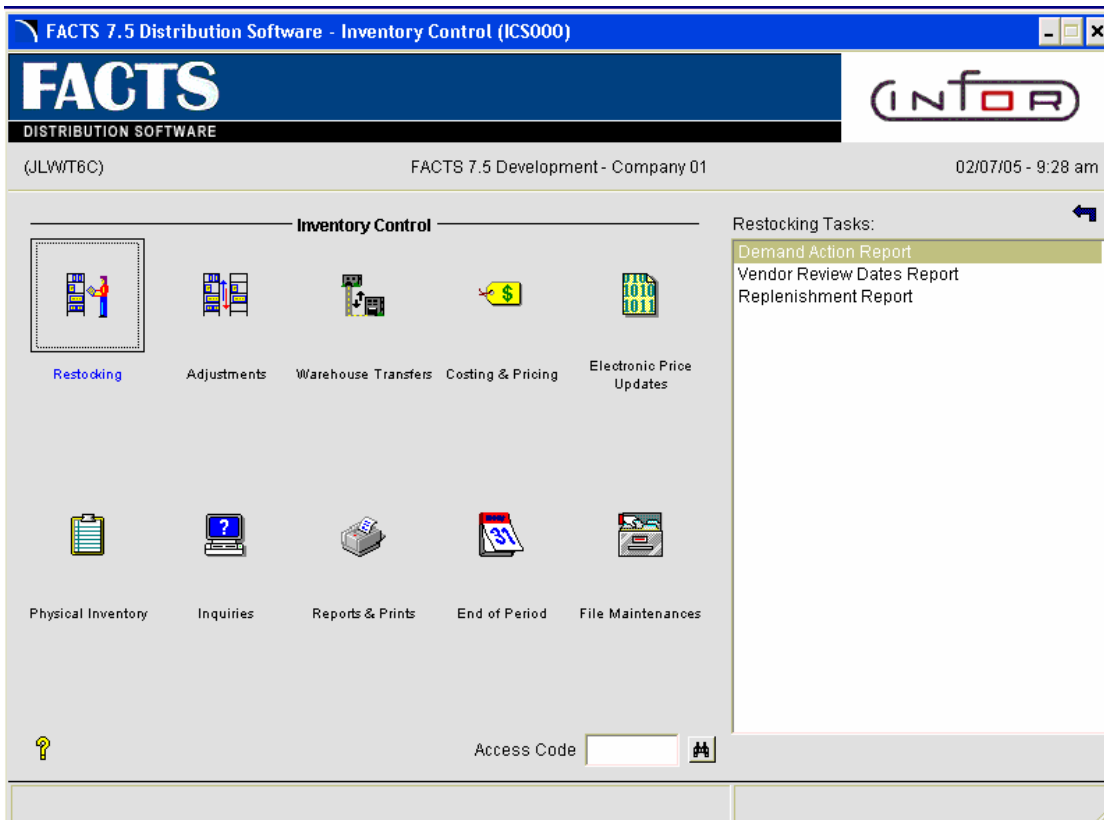 FACTS 7.5 Distribution Software - Inventory Control (ICS000)
FACTS
DISTRIBUTION SOFTWARE
infor
(JLW/T6C)
FACTS 7.5 Development - Company 01
02/07/05 - 9:28 am
Inventory Control
Restocking
Adjustments
Warehouse Transfers
Costing & Pricing
Electronic Price
Updates
Physical Inventory
Inquiries
Reports & Prints
End of Period
File Maintenances
Access Code
Restocking Tasks:
Demand Action Report
Vendor Review Dates Report
Replenishment Report